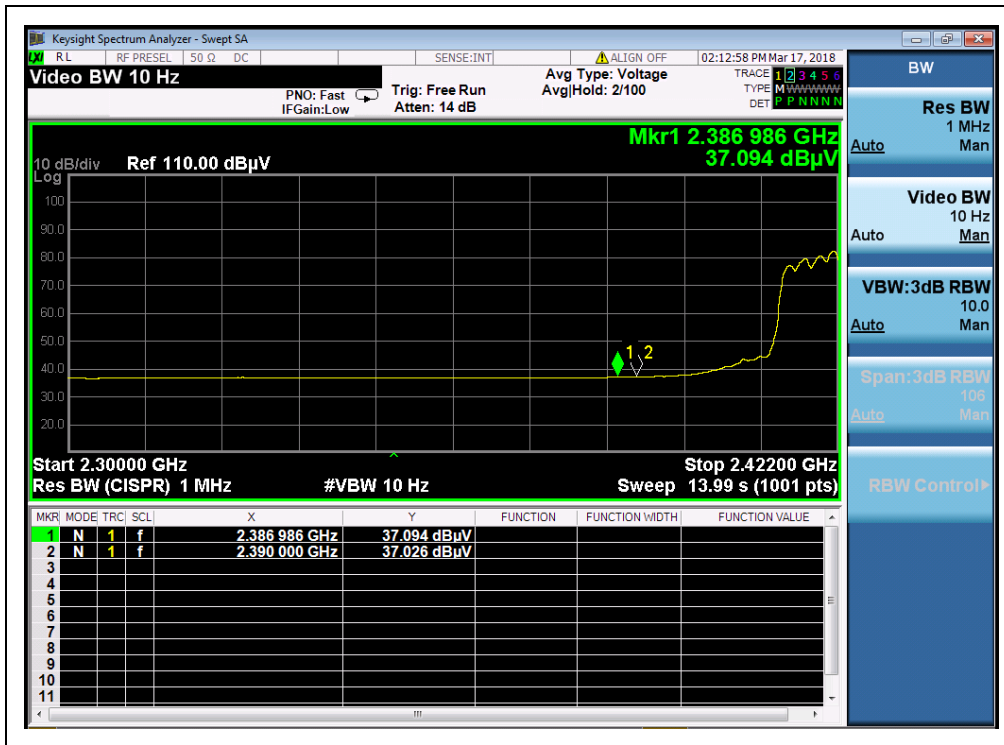 Keysight Spectrum Analyzer - Swept SA
LXI RL RF PRESEL 50 Ω DC SENSE:INT ALIGN OFF 02:12:58 PM Mar 17, 2018
Video BW 10 Hz
PNO: Fast
IFGain:Low
Trig: Free Run
Atten: 14 dB
Avg Type: Voltage
Avg|Hold: 2/100
TRACE 1 2 3 4 5 6
TYPE M WWWWW
DET P P N N N N
Mkr1 2.386 986 GHz
37.094 dBµV
10 dB/div Ref 110.00 dBµV
Log
100
90.0
80.0
70.0
60.0
50.0
40.0
30.0
20.0
1 2
Start 2.30000 GHz Stop 2.42200 GHz
Res BW (CISPR) 1 MHz #VBW 10 Hz Sweep 13.99 s (1001 pts)
MKR MODE TRC SCL X Y FUNCTION FUNCTION WIDTH FUNCTION VALUE
1 N 1 f 2.386 986 GHz 37.094 dBµV
2 N 1 f 2.390 000 GHz 37.026 dBµV
3
4
5
6
7
8
9
10
11
BW
Res BW
1 MHz
Auto Man
Video BW
10 Hz
Auto Man
VBW:3dB RBW
10.0
Auto Man
Span:3dB RBW
106
Auto Man
RBW Control